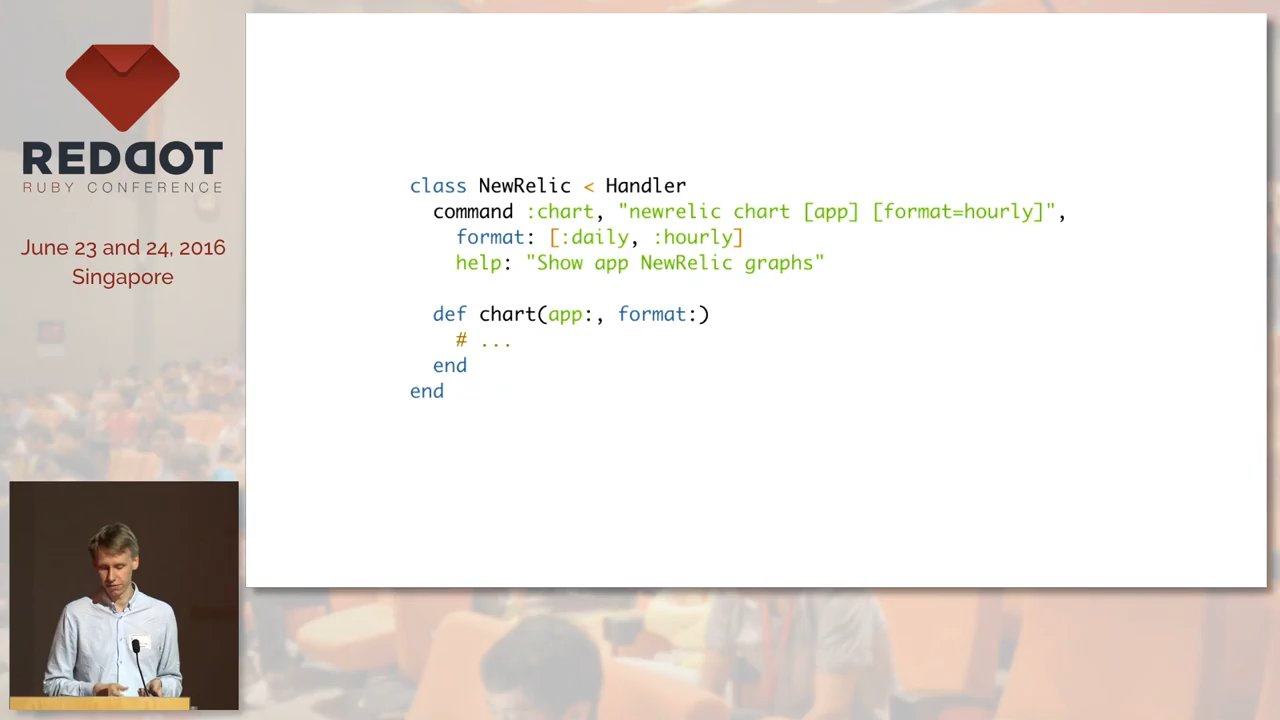 REDDOT
RUBY CONFERENCE
June 23 and 24, 2016
Singapore
class NewRelic < Handler
  command :chart, "newrelic chart [app] [format=hourly]",
    format: [:daily, :hourly]
    help: "Show app NewRelic graphs"

  def chart(app:, format:)
    # ...
  end
end